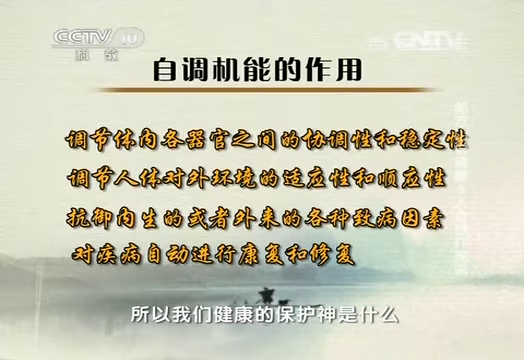 CCTV 10
科教
CNTV
自调机能的作用
调节体内各器官之间的协调性和稳定性
调节人体对外环境的适应性和顺应性
抗御内生的或者外来的各种致病因素
对疾病自动进行康复和修复
所以我们健康的保护神是什么